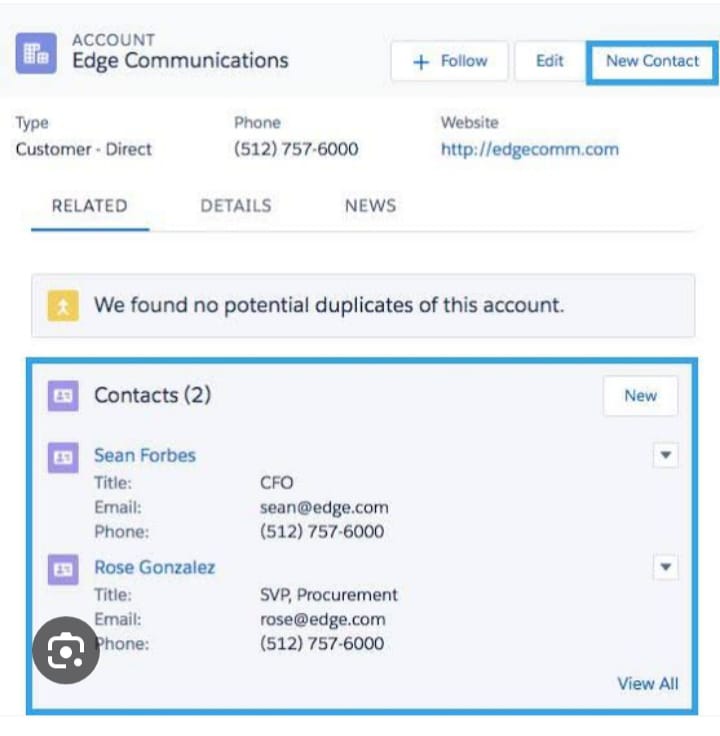 ACCOUNT
Edge Communications
+ Follow
Edit
New Contact
Type
Phone
Website
Customer - Direct
(512) 757-6000
http://edgecomm.com
RELATED
DETAILS
NEWS
We found no potential duplicates of this account.
Contacts (2)
New
Sean Forbes
Title: CFO
Email: sean@edge.com
Phone: (512) 757-6000
Rose Gonzalez
Title: SVP, Procurement
Email: rose@edge.com
Phone: (512) 757-6000
View All